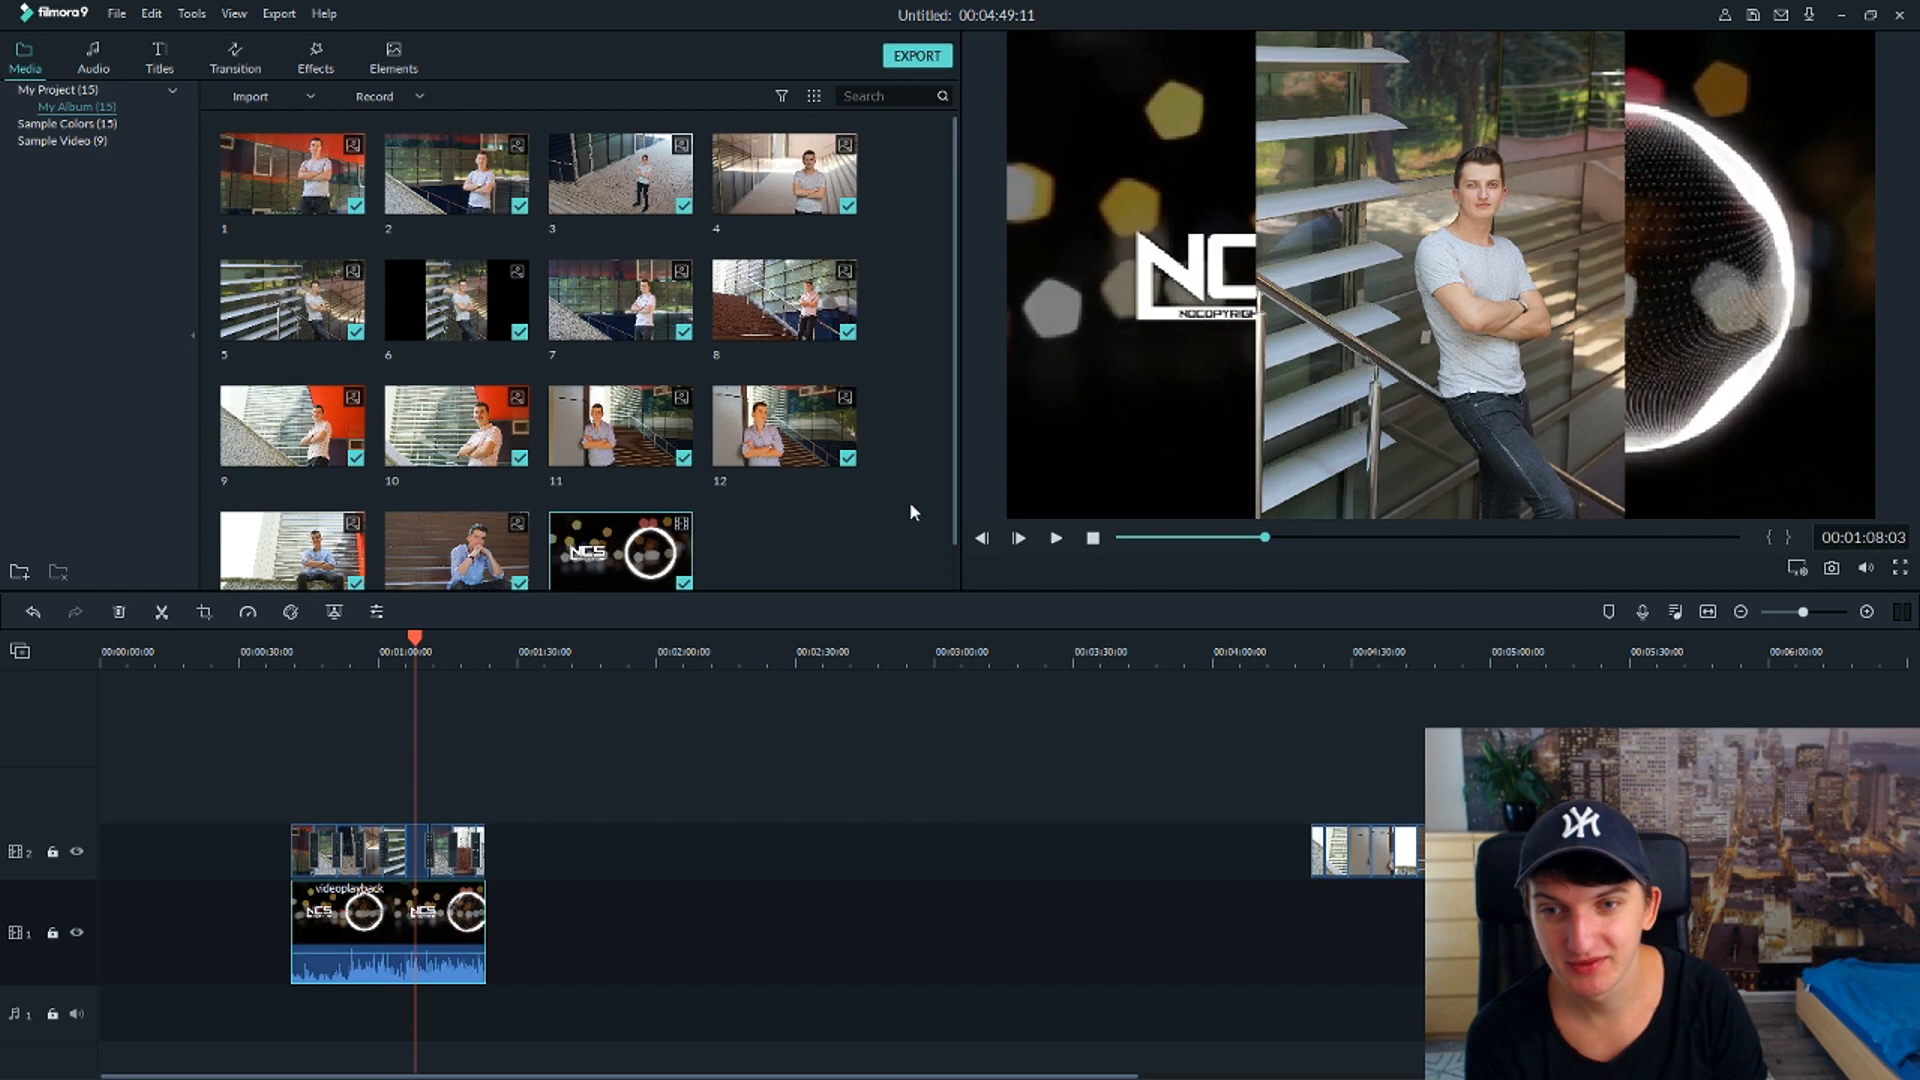 filmora9 File Edit Tools View Export Help
Untitled: 00:04:49:11
Media Audio Titles Transition Effects Elements
EXPORT
My Project (15)
My Album (15)
Sample Colors (15)
Sample Video (9)
Import Record Search
1 2 3 4
5 6 7 8
9 10 11 12
NCS
NC
NOCOPYRIGH
00:01:08:03
00:00:00:00 00:00:30:00 00:01:00:00 00:01:30:00 00:02:00:00 00:02:30:00 00:03:00:00 00:03:30:00 00:04:00:00 00:04:30:00 00:05:00:00 00:05:30:00 00:06:00:00
2
videoplayback
NCS NCS
1
1
NY